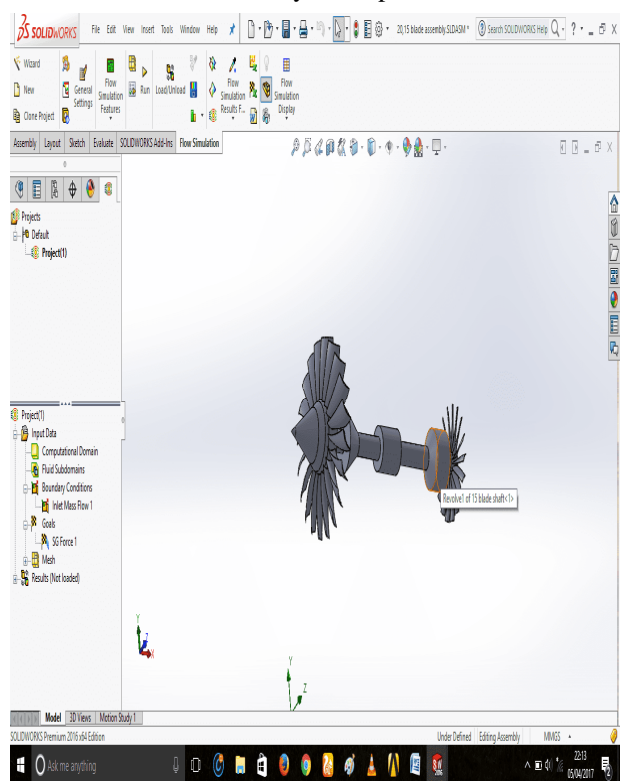 SOLIDWORKS File Edit View Insert Tools Window Help 20,15 blade assembly.SLDASM * Search SOLIDWORKS Help
Wizard
New
Clone Project
General Settings
Flow Simulation Features
Run
Load/Unload
Flow Simulation Results F...
Flow Simulation Display
Assembly Layout Sketch Evaluate SOLIDWORKS Add-Ins Flow Simulation
Projects
Default
Project(1)
Project(1)
Input Data
Computational Domain
Fluid Subdomains
Boundary Conditions
Inlet Mass Flow 1
Goals
SG Force 1
Mesh
Results (Not loaded)
Revolve1 of 15 blade shaft<1>
Y
Z
X
Y
Z
Model 3D Views Motion Study 1
SOLIDWORKS Premium 2016 x64 Edition Under Defined Editing Assembly MMGS
Ask me anything
22:13
05/04/2017